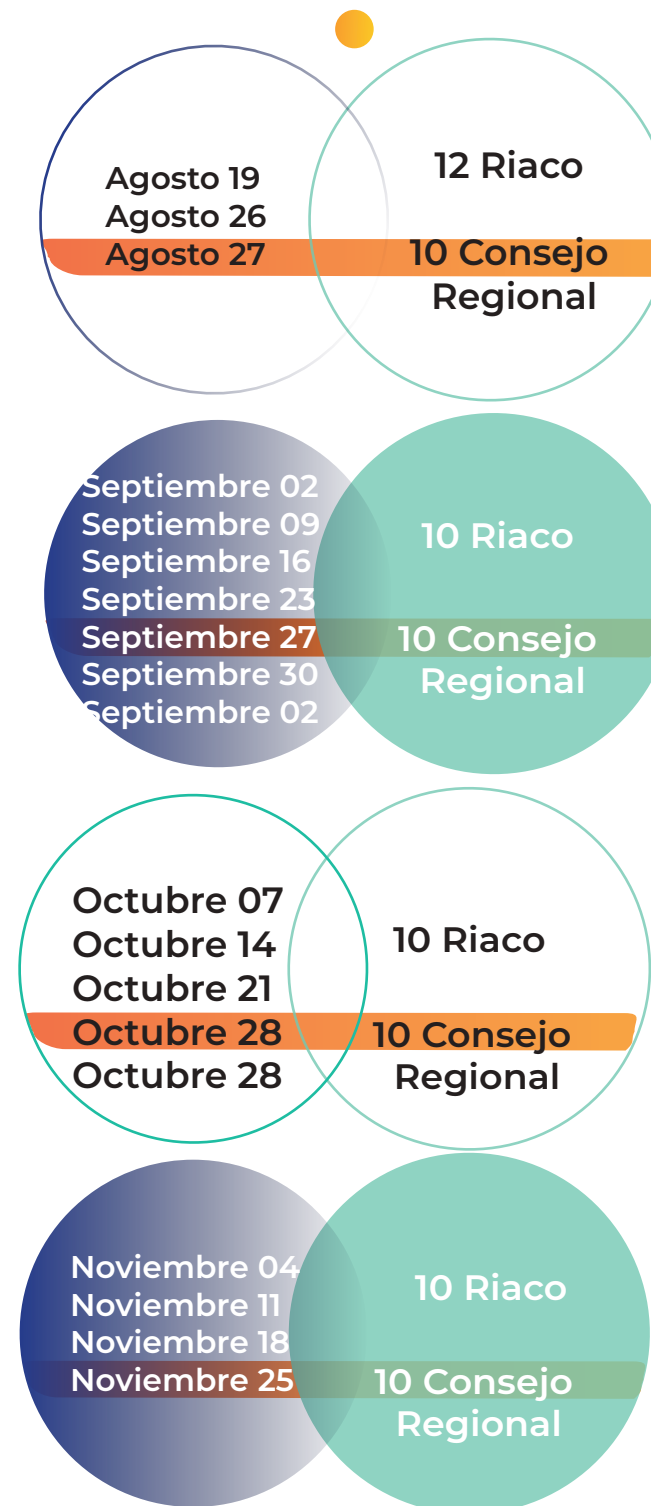 Agosto 19
Agosto 26
Agosto 27
12 Riaco
10 Consejo
Regional
Septiembre 02
Septiembre 09
Septiembre 16
Septiembre 23
Septiembre 27
Septiembre 30
Septiembre 02
10 Riaco
10 Consejo
Regional
Octubre 07
Octubre 14
Octubre 21
Octubre 28
Octubre 28
10 Riaco
10 Consejo
Regional
Noviembre 04
Noviembre 11
Noviembre 18
Noviembre 25
10 Riaco
10 Consejo
Regional